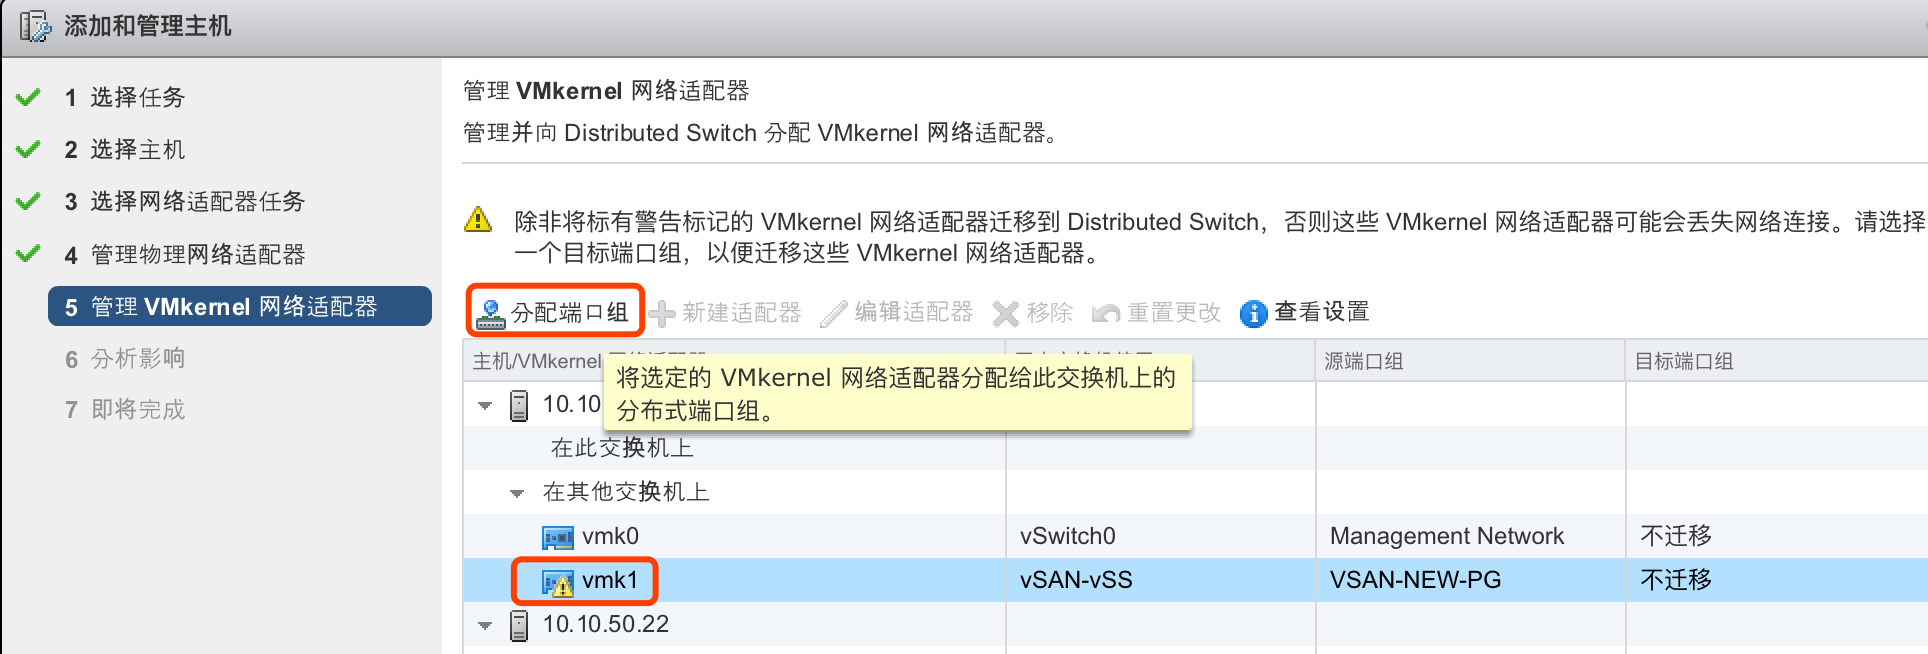 添加和管理主机
1 选择任务
2 选择主机
3 选择网络适配器任务
4 管理物理网络适配器
5 管理 VMkernel 网络适配器
6 分析影响
7 即将完成
管理 VMkernel 网络适配器
管理并向 Distributed Switch 分配 VMkernel 网络适配器。
除非将标有警告标记的 VMkernel 网络适配器迁移到 Distributed Switch，否则这些 VMkernel 网络适配器可能会丢失网络连接。请选择
一个目标端口组，以便迁移这些 VMkernel 网络适配器。
分配端口组 新建适配器 编辑适配器 移除 重置更改 查看设置
主机/VMkernel 源端口组 目标端口组
将选定的 VMkernel 网络适配器分配给此交换机上的
分布式端口组。
10.10
在此交换机上
在其他交换机上
vmk0 vSwitch0 Management Network 不迁移
vmk1 vSAN-vSS VSAN-NEW-PG 不迁移
10.10.50.22